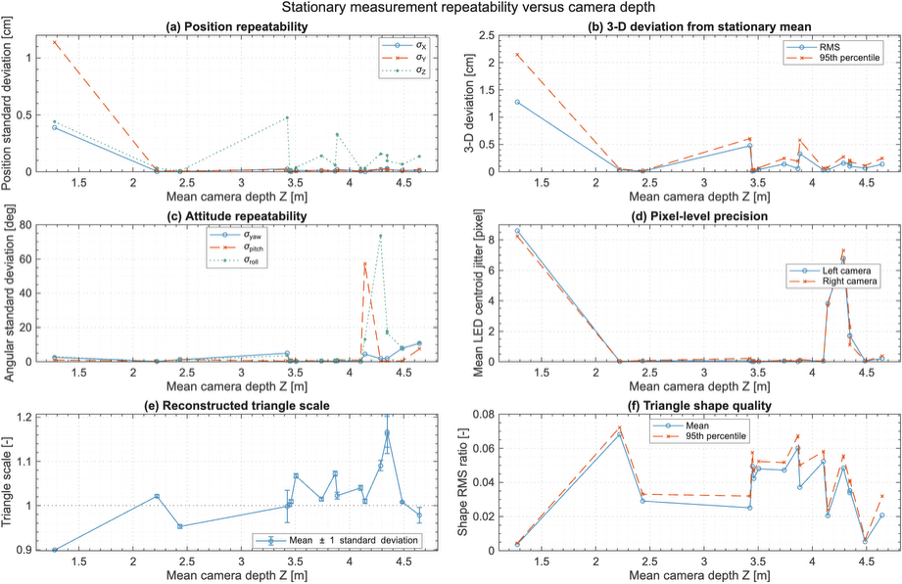 Stationary measurement repeatability versus camera depth
(a) Position repeatability
Position standard deviation [cm]
1
0.5
0
σX
σY
σZ
1.5 2 2.5 3 3.5 4 4.5
Mean camera depth Z [m]
(b) 3-D deviation from stationary mean
3-D deviation [cm]
2.5
2
1.5
1
0.5
0
RMS
95th percentile
1.5 2 2.5 3 3.5 4 4.5
Mean camera depth Z [m]
(c) Attitude repeatability
Angular standard deviation [deg]
80
60
40
20
0
σyaw
σpitch
σroll
1.5 2 2.5 3 3.5 4 4.5
Mean camera depth Z [m]
(d) Pixel-level precision
Mean LED centroid jitter [pixel]
8
6
4
2
0
Left camera
Right camera
1.5 2 2.5 3 3.5 4 4.5
Mean camera depth Z [m]
(e) Reconstructed triangle scale
Triangle scale [-]
1.2
1.1
1
0.9
Mean ± 1 standard deviation
1.5 2 2.5 3 3.5 4 4.5
Mean camera depth Z [m]
(f) Triangle shape quality
Shape RMS ratio [-]
0.08
0.06
0.04
0.02
0
Mean
95th percentile
1.5 2 2.5 3 3.5 4 4.5
Mean camera depth Z [m]